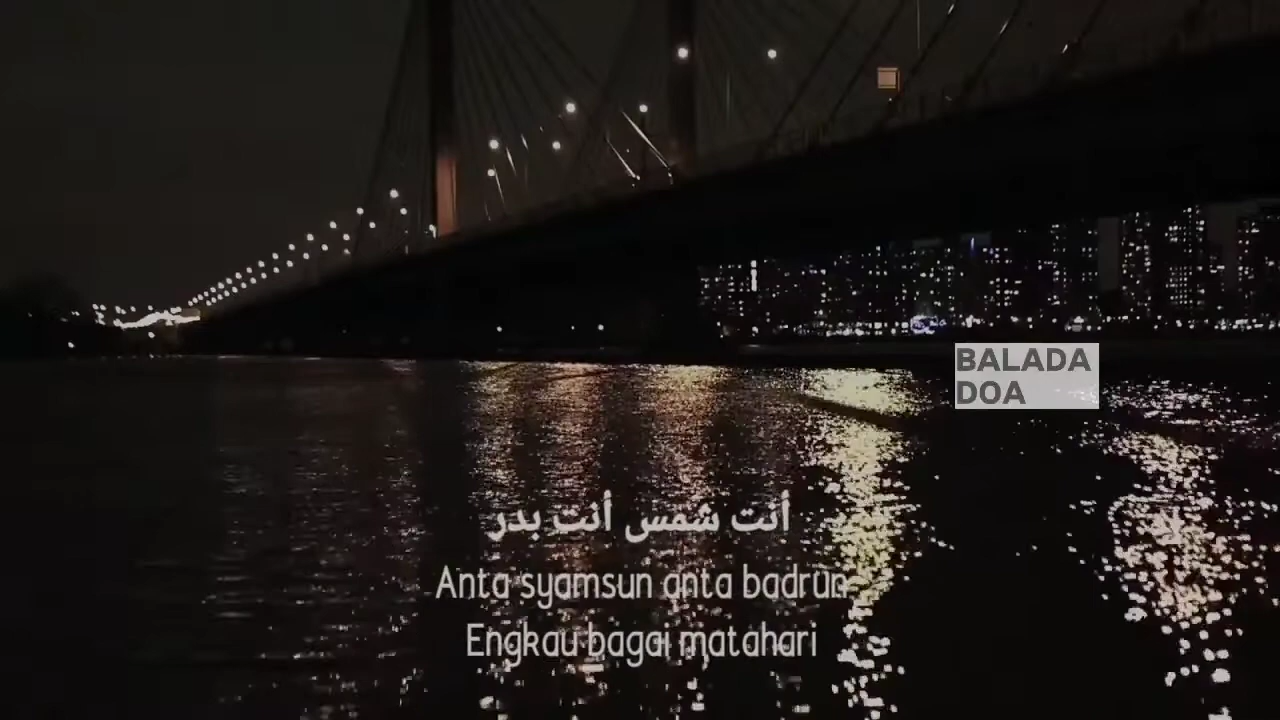 BALADA
DOA
أنت شمس أنت بدر
Anta syamsun anta badrun
Engkau bagai matahari